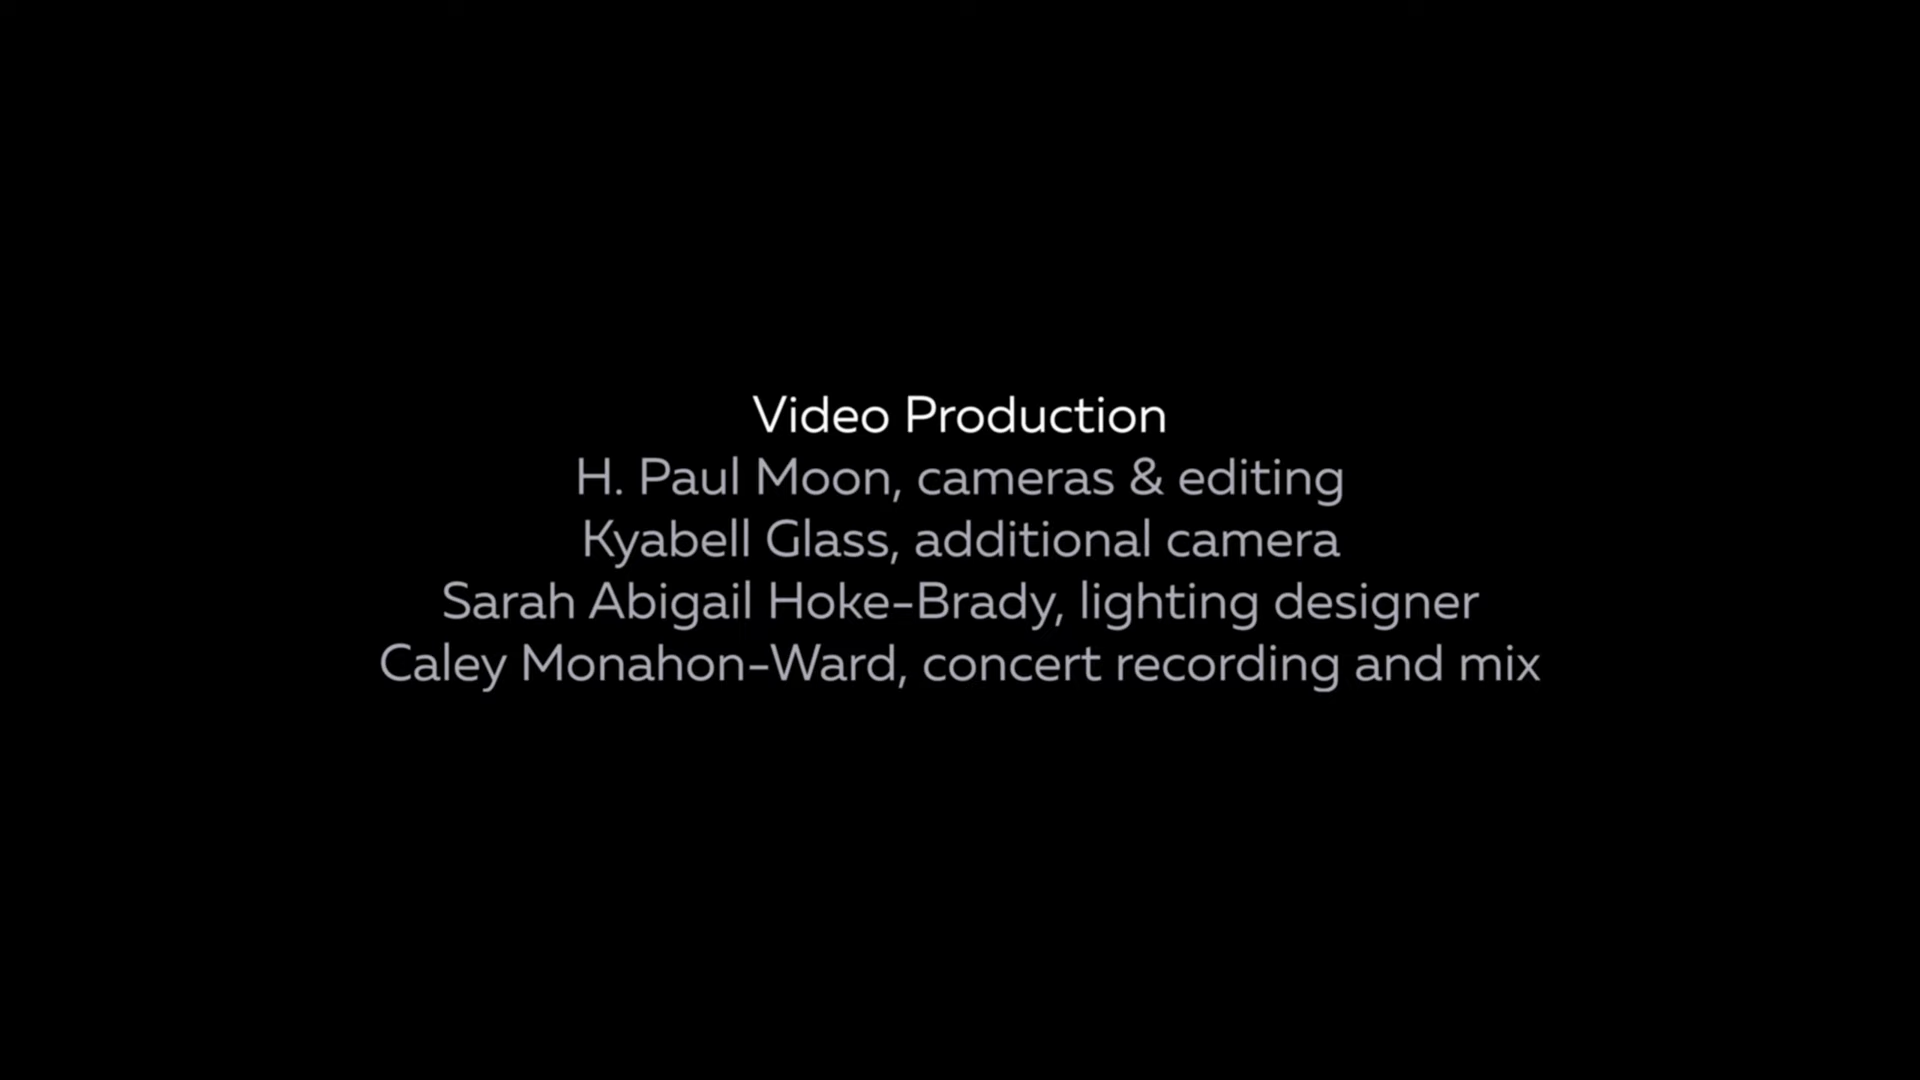 Video Production
H. Paul Moon, cameras & editing
Kyabell Glass, additional camera
Sarah Abigail Hoke-Brady, lighting designer
Caley Monahon-Ward, concert recording and mix